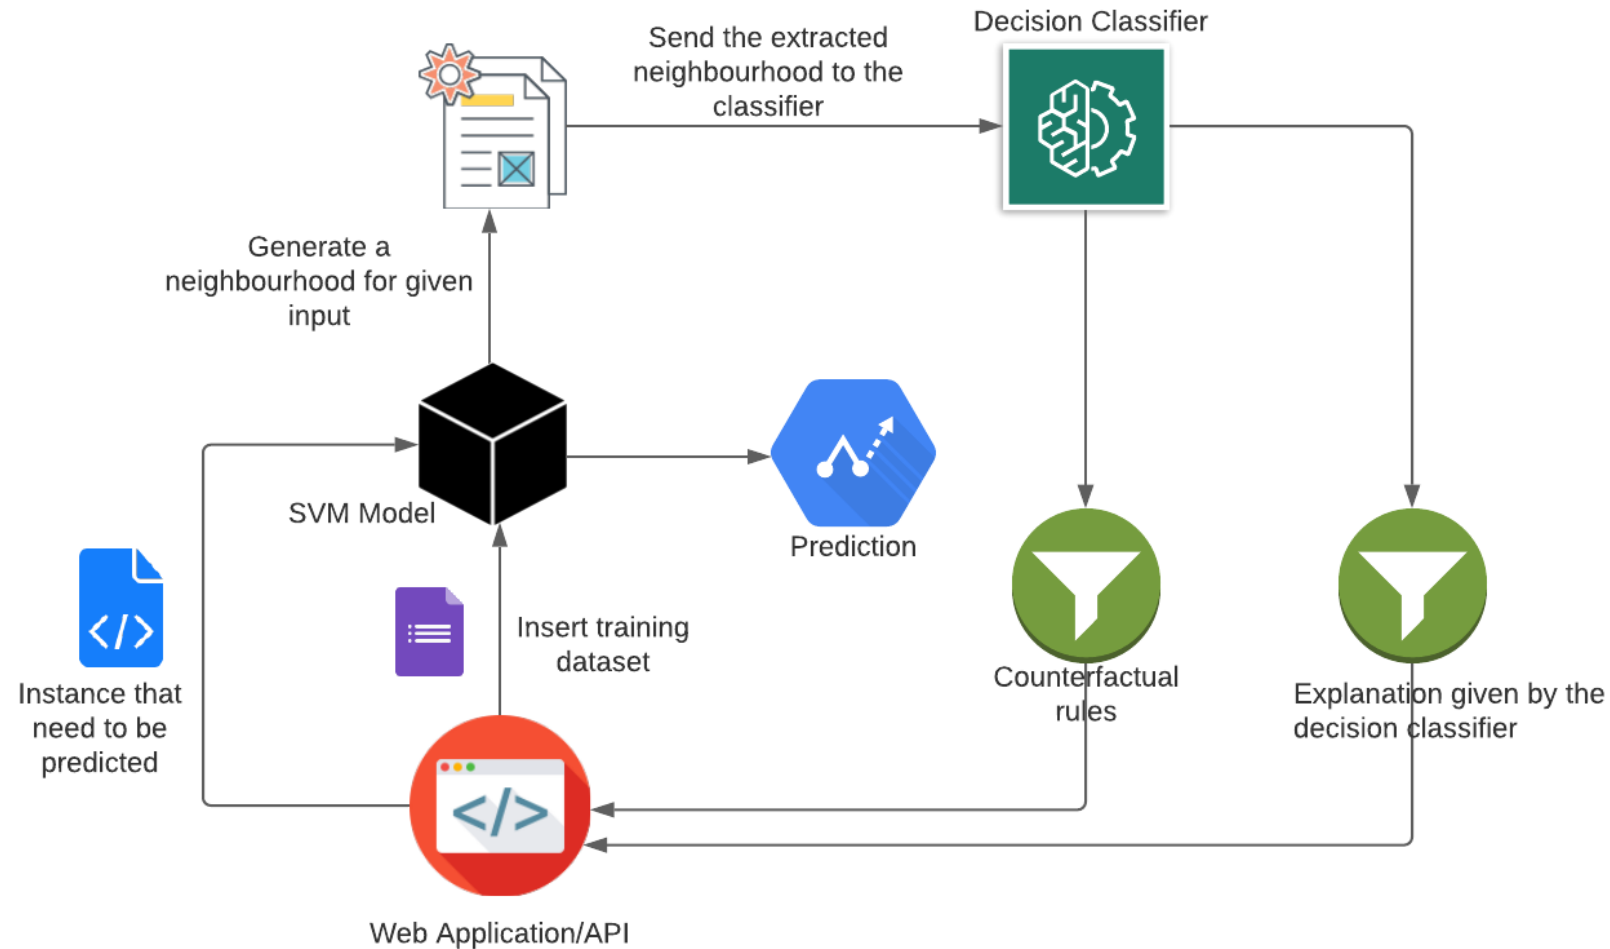 Decision Classifier
Send the extracted
neighbourhood to the
classifier
Generate a
neighbourhood for given
input
SVM Model
Prediction
Insert training
dataset
Instance that
need to be
predicted
Counterfactual
rules
Explanation given by the
decision classifier
</>
</>
Web Application/API